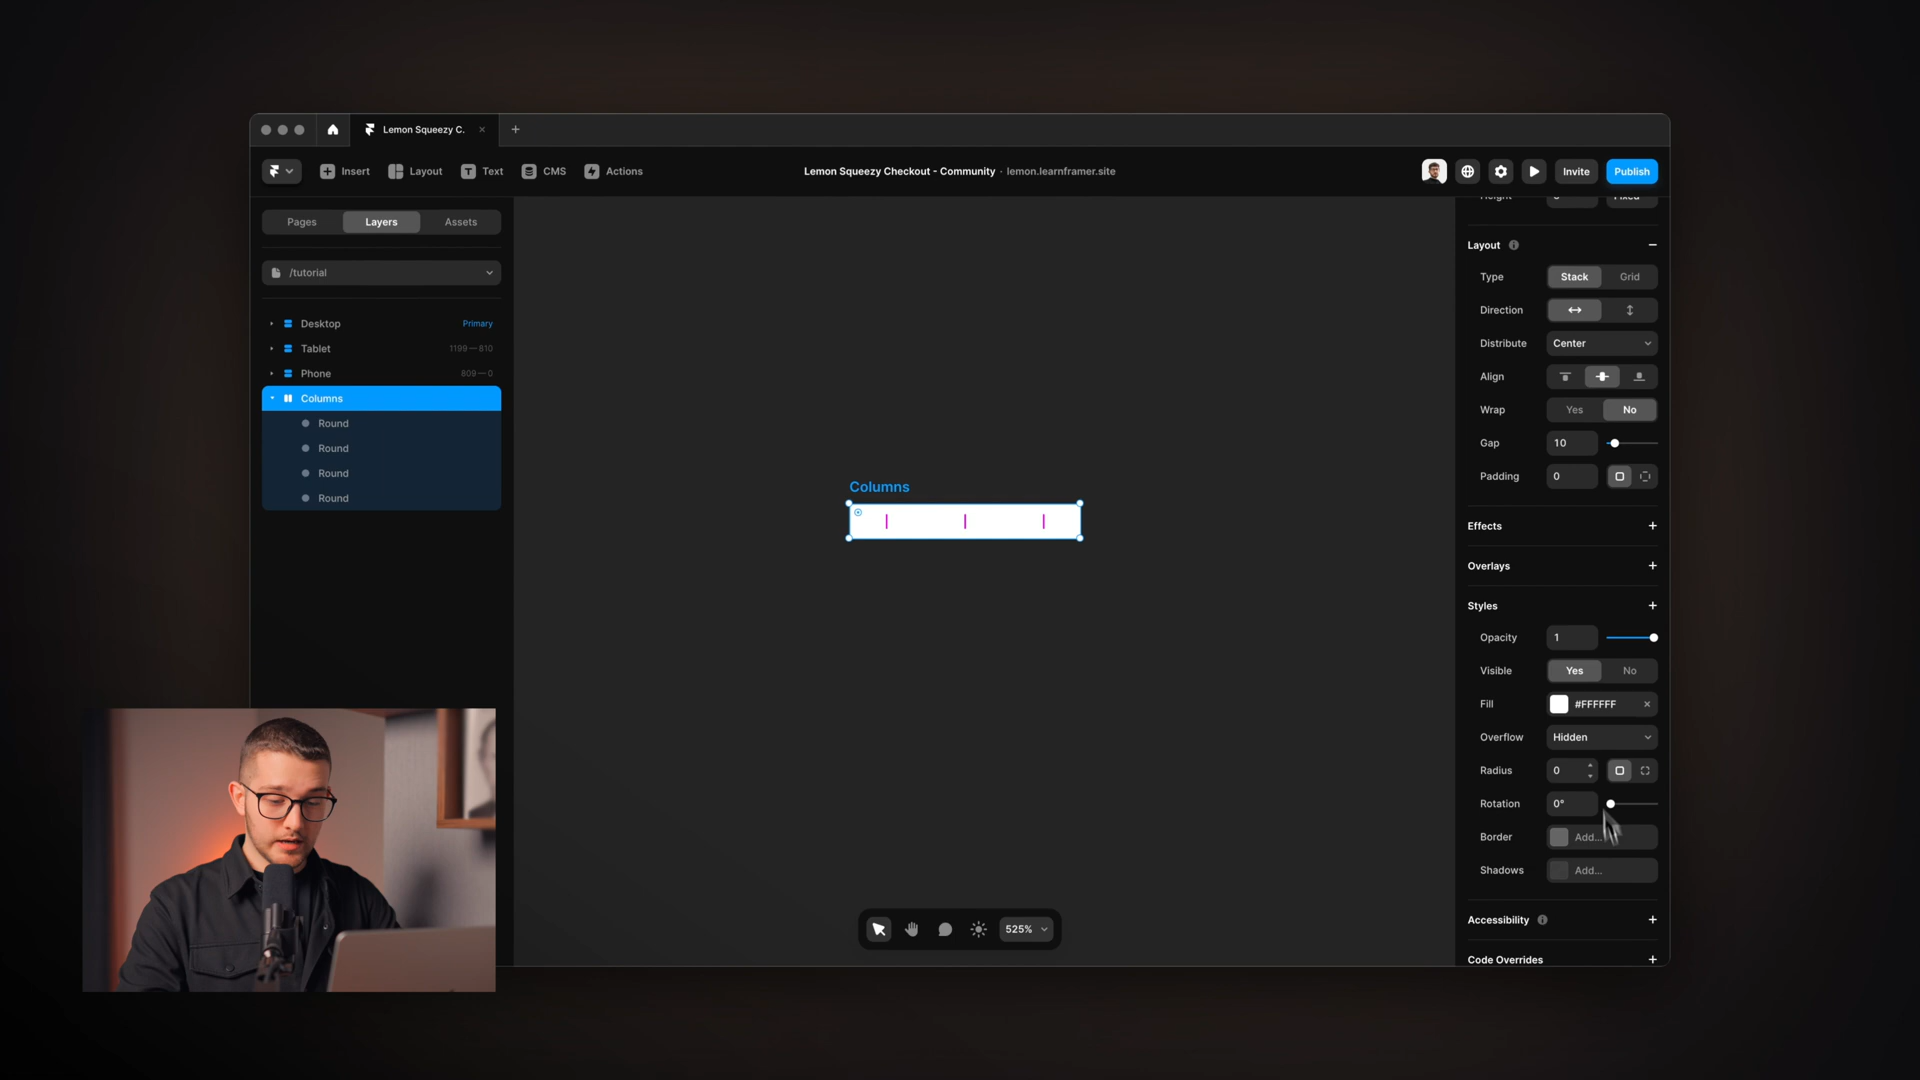 Lemon Squeezy C.
Insert
Layout
Text
CMS
Actions
Lemon Squeezy Checkout - Community · lemon.learnframer.site
Invite
Publish
Pages
Layers
Assets
/tutorial
Desktop
Primary
Tablet
1199 — 810
Phone
809 — 0
Columns
Round
Round
Round
Round
Columns
525%
Height
Fixed
Layout
Type
Stack
Grid
Direction
Distribute
Center
Align
Wrap
Yes
No
Gap
10
Padding
0
Effects
Overlays
Styles
Opacity
1
Visible
Yes
No
Fill
#FFFFFF
Overflow
Hidden
Radius
0
Rotation
0°
Border
Add...
Shadows
Add...
Accessibility
Code Overrides